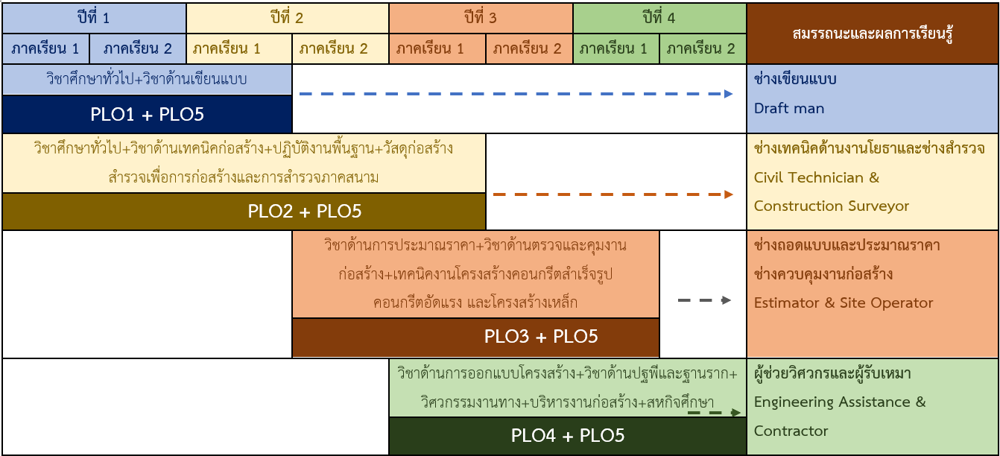 ปีที่ 1
ปีที่ 2
ปีที่ 3
ปีที่ 4
สมรรถนะและผลการเรียนรู้
ภาคเรียน 1
ภาคเรียน 2
ภาคเรียน 1
ภาคเรียน 2
ภาคเรียน 1
ภาคเรียน 2
ภาคเรียน 1
ภาคเรียน 2
วิชาศึกษาทั่วไป+วิชาด้านเขียนแบบ
PLO1 + PLO5
ช่างเขียนแบบ
Draft man
วิชาศึกษาทั่วไป+วิชาด้านเทคนิคก่อสร้าง+ปฏิบัติงานพื้นฐาน+วัสดุก่อสร้าง
สำรวจเพื่อการก่อสร้างและการสำรวจภาคสนาม
PLO2 + PLO5
ช่างเทคนิคด้านงานโยธาและช่างสำรวจ
Civil Technician &
Construction Surveyor
วิชาด้านการประมาณราคา+วิชาด้านตรวจและคุมงาน
ก่อสร้าง+เทคนิคงานโครงสร้างคอนกรีตสำเร็จรูป
คอนกรีตอัดแรง และโครงสร้างเหล็ก
PLO3 + PLO5
ช่างถอดแบบและประมาณราคา
ช่างควบคุมงานก่อสร้าง
Estimator & Site Operator
วิชาด้านการออกแบบโครงสร้าง+วิชาด้านปฐพีและฐานราก+
วิศวกรรมงานทาง+บริหารงานก่อสร้าง+สหกิจศึกษา
PLO4 + PLO5
ผู้ช่วยวิศวกรและผู้รับเหมา
Engineering Assistance &
Contractor